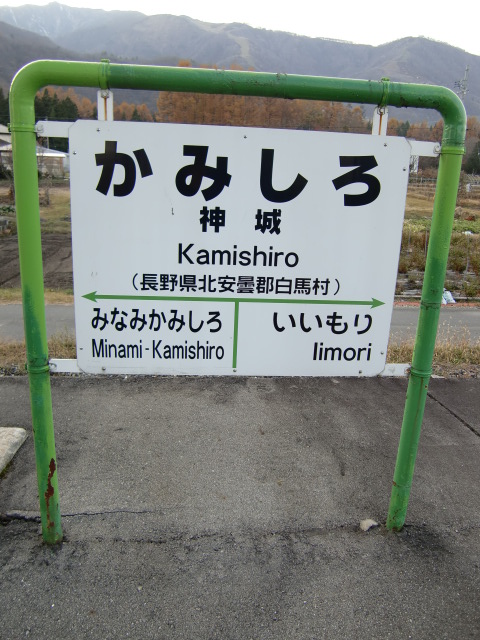 かみしろ
神城
Kamishiro
（長野県北安曇郡白馬村）
みなみかみしろ いいもり
Minami-Kamishiro Iimori